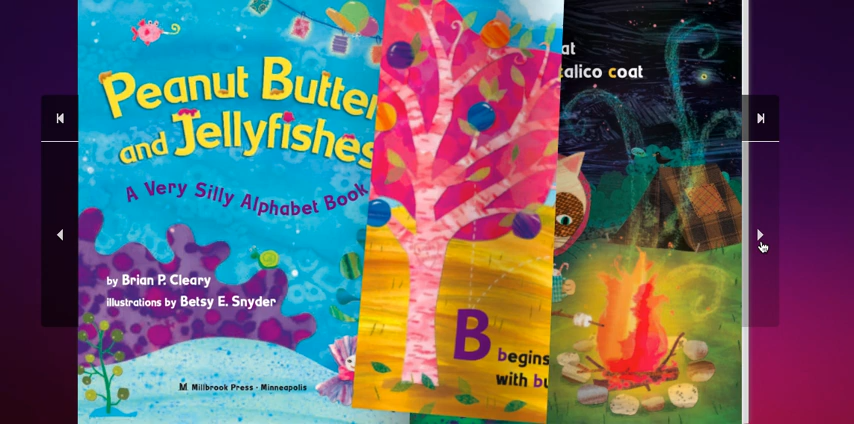 Peanut Butter
and Jellyfishes
A Very Silly Alphabet Book
by Brian P. Cleary
illustrations by Betsy E. Snyder
Millbrook Press · Minneapolis
B begins
with bu
at
calico coat